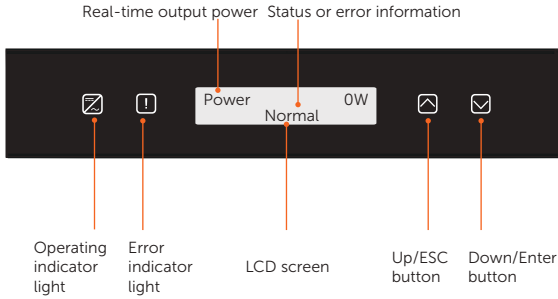 Real-time output power Status or error information
Power 0W
Normal
Operating indicator light
Error indicator light
LCD screen
Up/ESC button
Down/Enter button